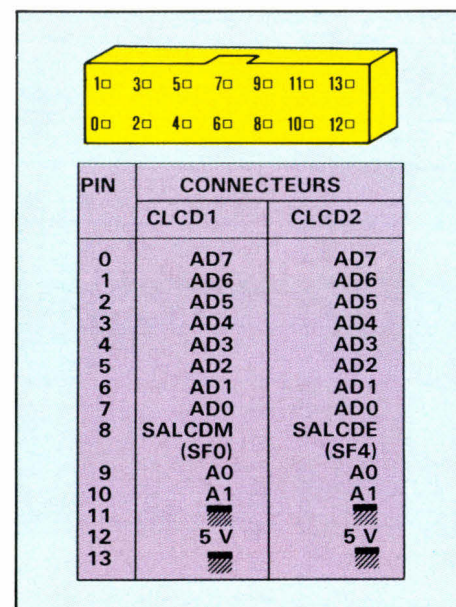 1 3 5 7 9 11 13
0 2 4 6 8 10 12
PIN CONNECTEURS
CLCD1 CLCD2
0 AD7 AD7
1 AD6 AD6
2 AD5 AD5
3 AD4 AD4
4 AD3 AD3
5 AD2 AD2
6 AD1 AD1
7 AD0 AD0
8 SALCDM SALCDE
(SF0) (SF4)
9 A0 A0
10 A1 A1
11
12 5 V 5 V
13